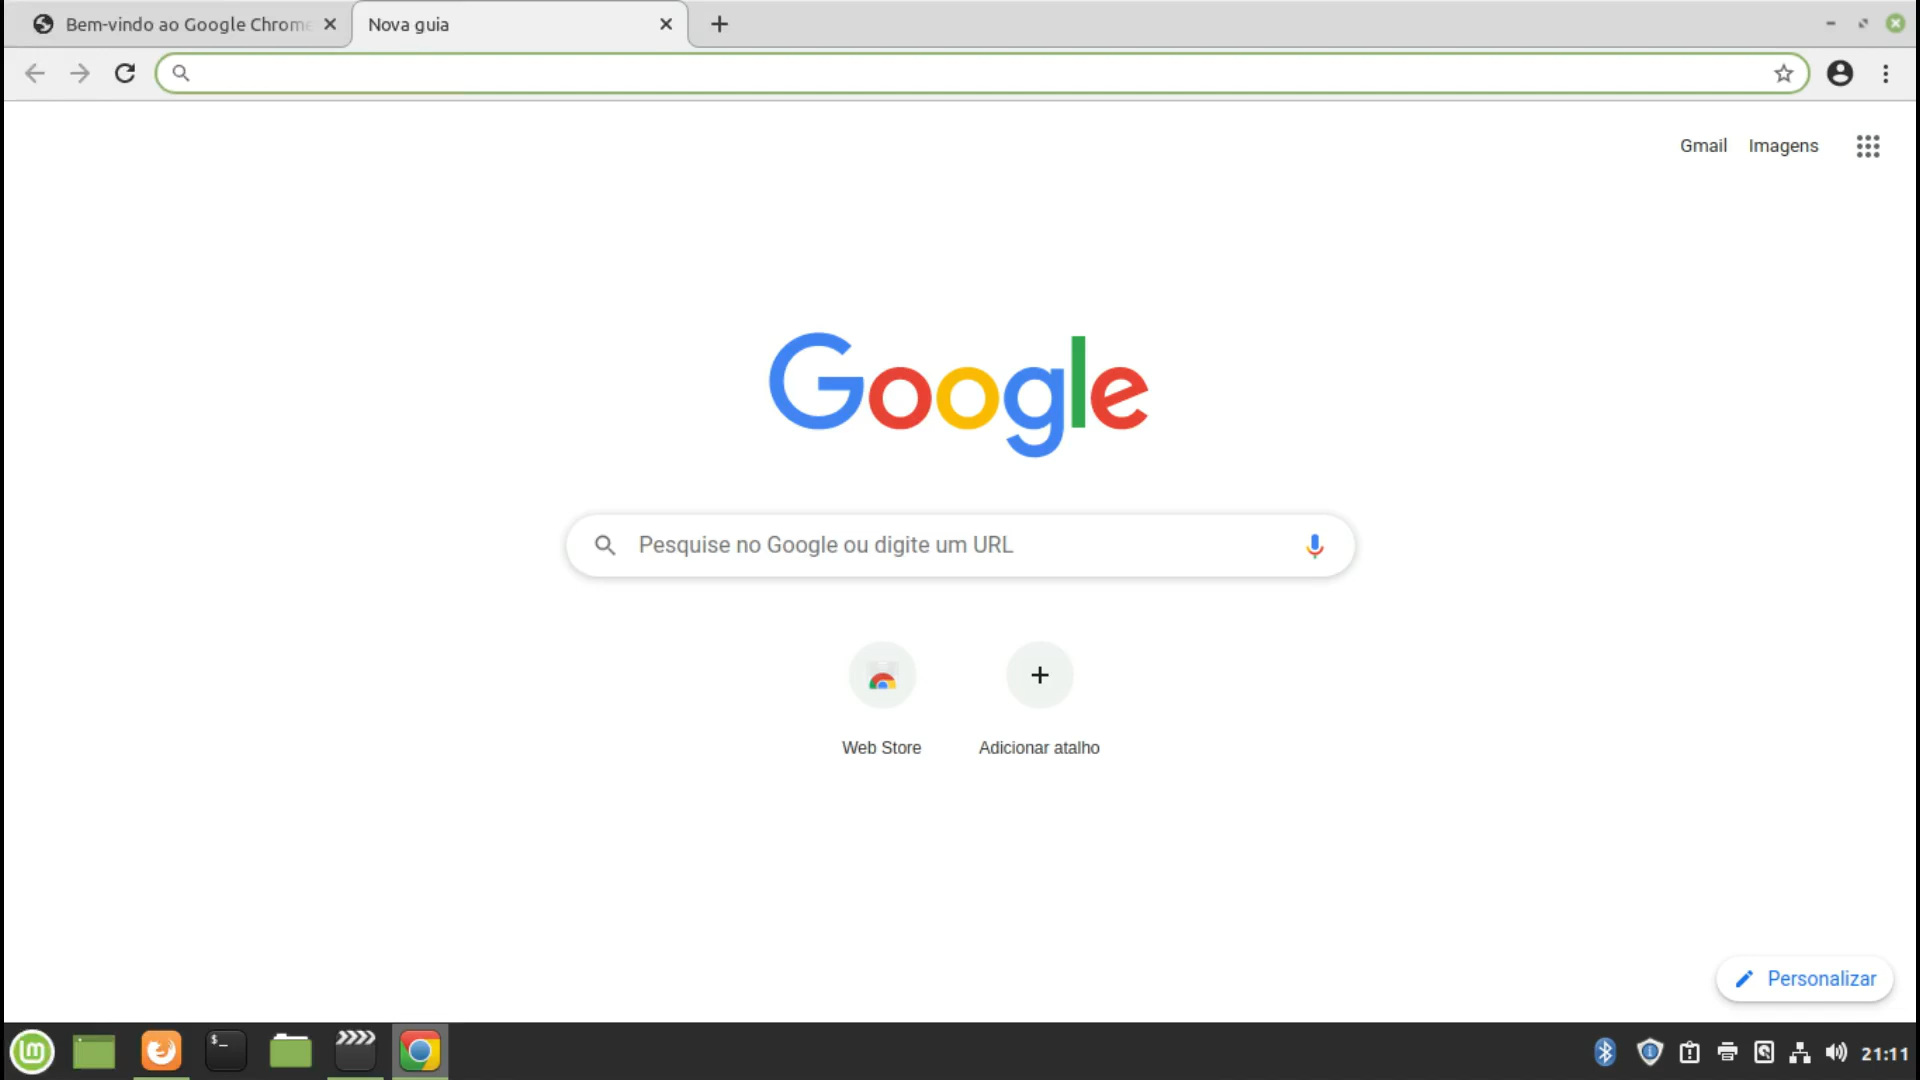 Bem-vindo ao Google Chrome
Nova guia
Gmail Imagens
Google
Pesquise no Google ou digite um URL
Web Store
Adicionar atalho
Personalizar
$_
21:11